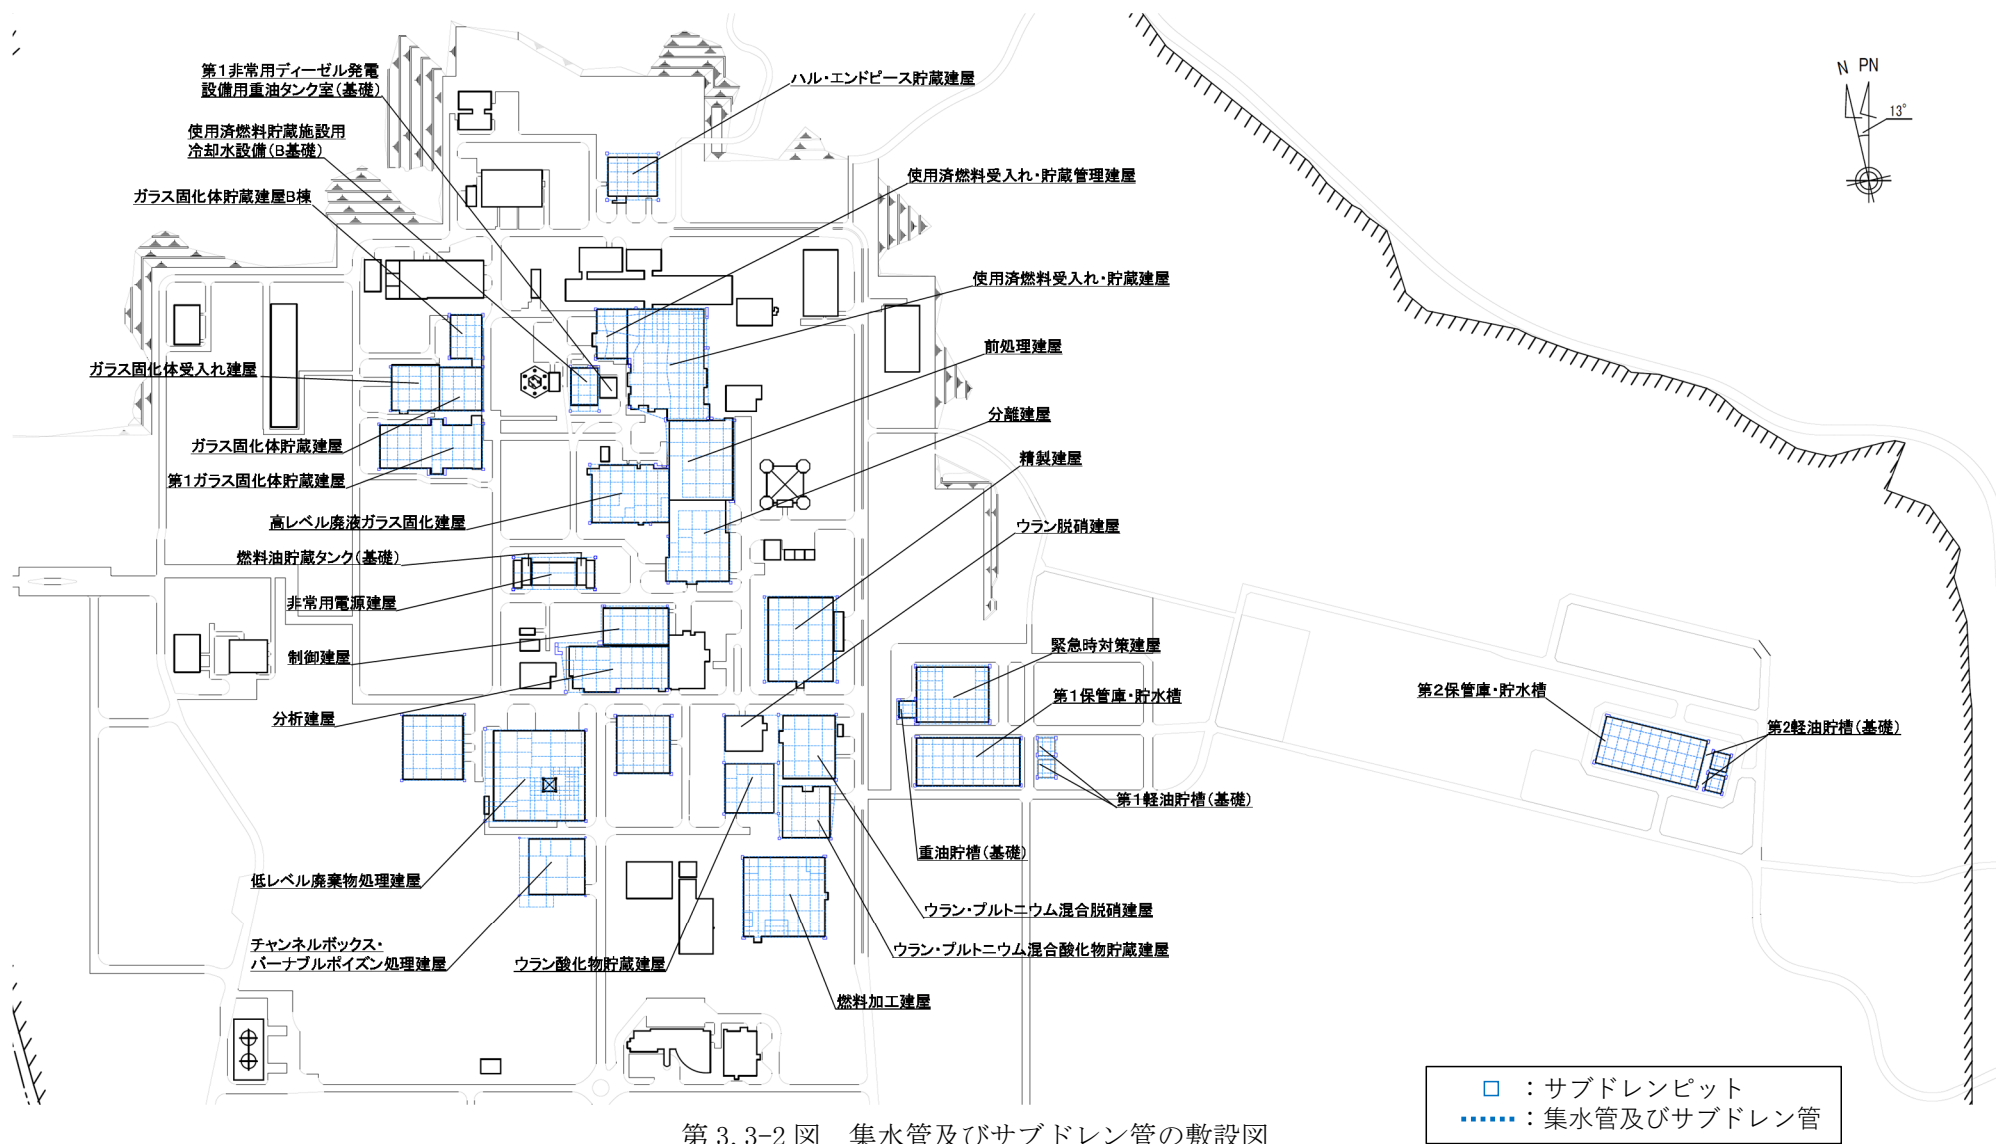 第1非常用ディーゼル発電
設備用重油タンク室(基礎)
使用済燃料貯蔵施設用
冷却水設備(B基礎)
ガラス固化体貯蔵建屋B棟
ガラス固化体受入れ建屋
ガラス固化体貯蔵建屋
第1ガラス固化体貯蔵建屋
高レベル廃液ガラス固化建屋
燃料油貯蔵タンク(基礎)
非常用電源建屋
制御建屋
分析建屋
低レベル廃棄物処理建屋
チャンネルボックス・
バーナブルポイズン処理建屋
ウラン酸化物貯蔵建屋
ハル・エンドピース貯蔵建屋
使用済燃料受入れ・貯蔵管理建屋
使用済燃料受入れ・貯蔵建屋
前処理建屋
分離建屋
精製建屋
ウラン脱硝建屋
緊急時対策建屋
第1保管庫・貯水槽
第1軽油貯槽(基礎)
重油貯槽(基礎)
ウラン・プルトニウム混合脱硝建屋
ウラン・プルトニウム混合酸化物貯蔵建屋
燃料加工建屋
第2保管庫・貯水槽
第2軽油貯槽(基礎)
N PN
13°
□：サブドレンピット
：集水管及びサブドレン管
第3.3-2図 集水管及びサブドレン管の敷設図